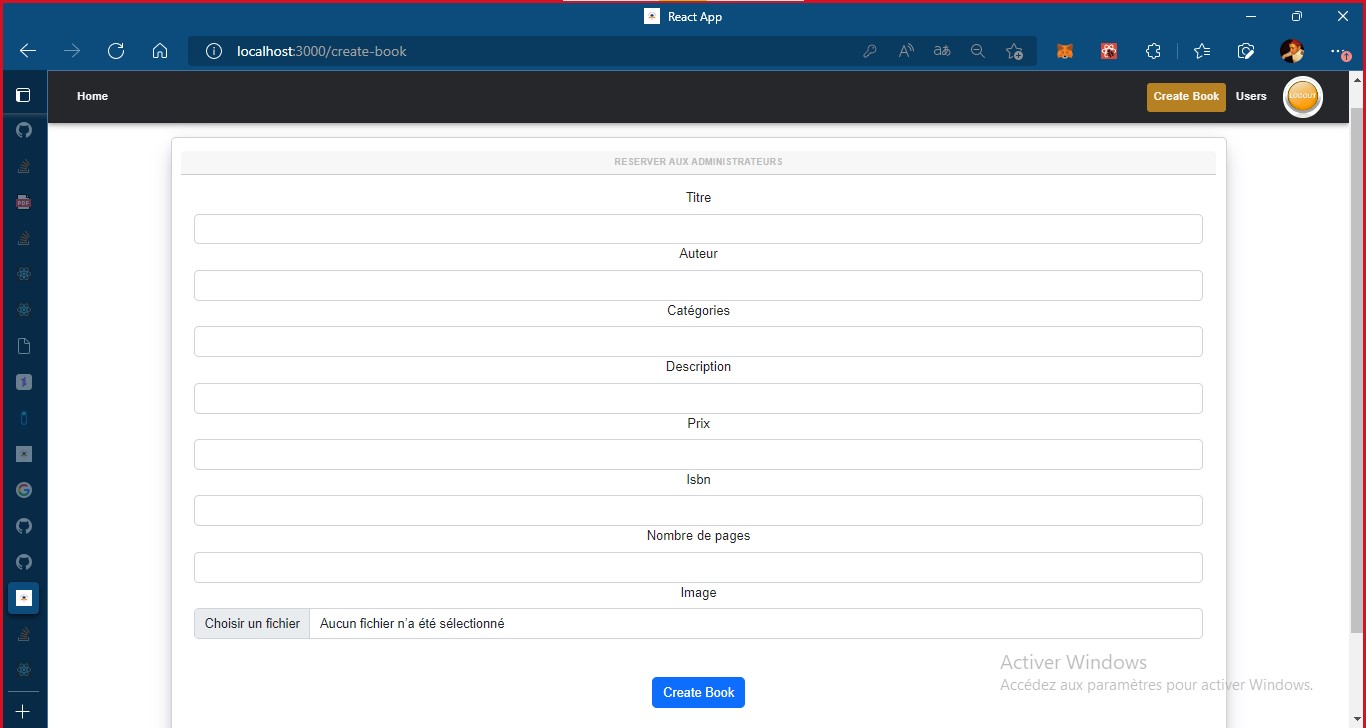 React App
localhost:3000/create-book
Home
Create Book
Users
LOGOUT
RESERVER AUX ADMINISTRATEURS
Titre
Auteur
Catégories
Description
Prix
Isbn
Nombre de pages
Image
Choisir un fichier
Aucun fichier n'a été sélectionné
Create Book
Activer Windows
Accédez aux paramètres pour activer Windows.